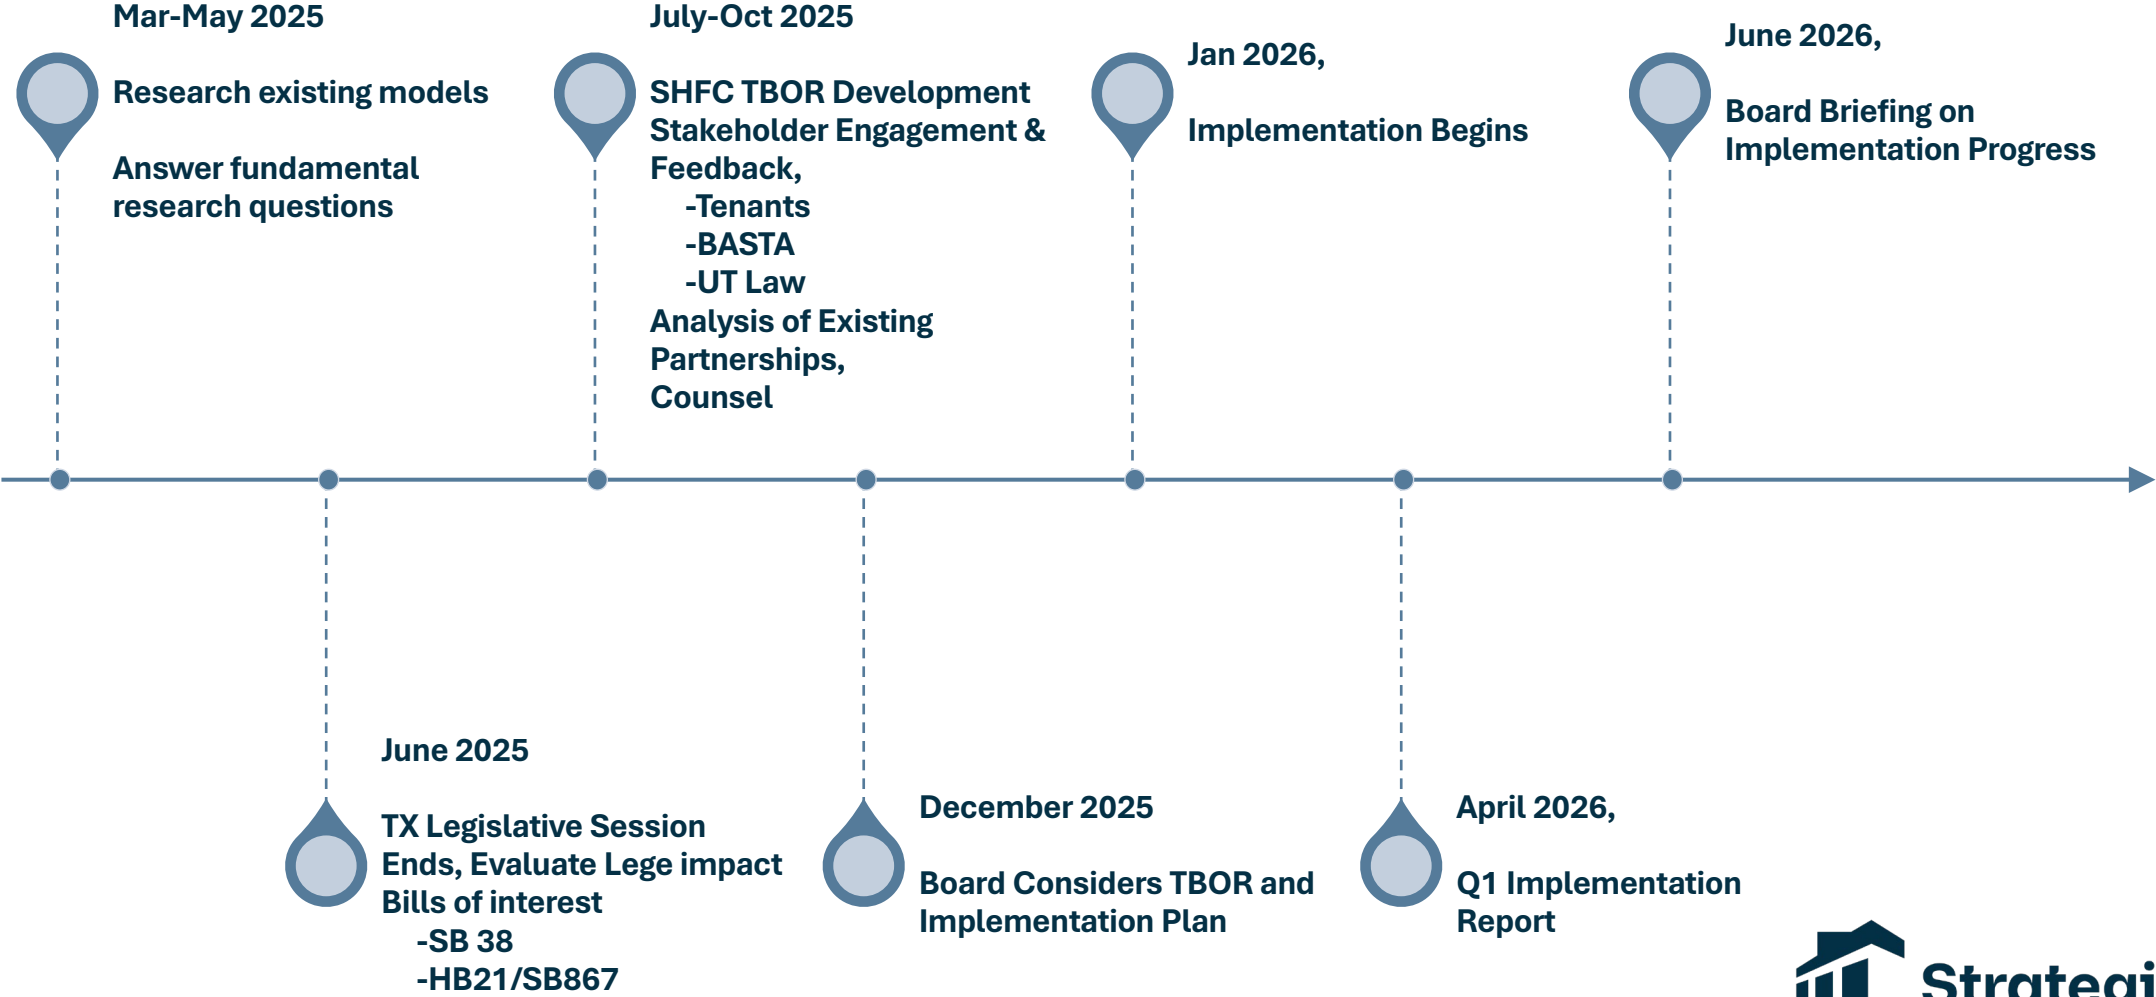 Mar-May 2025
Research existing models
Answer fundamental
research questions
June 2025
TX Legislative Session
Ends, Evaluate Lege impact
Bills of interest
-SB 38
-HB21/SB867
July-Oct 2025
SHFC TBOR Development
Stakeholder Engagement &
Feedback,
-Tenants
-BASTA
-UT Law
Analysis of Existing
Partnerships,
Counsel
December 2025
Board Considers TBOR and
Implementation Plan
Jan 2026,
Implementation Begins
April 2026,
Q1 Implementation
Report
June 2026,
Board Briefing on
Implementation Progress